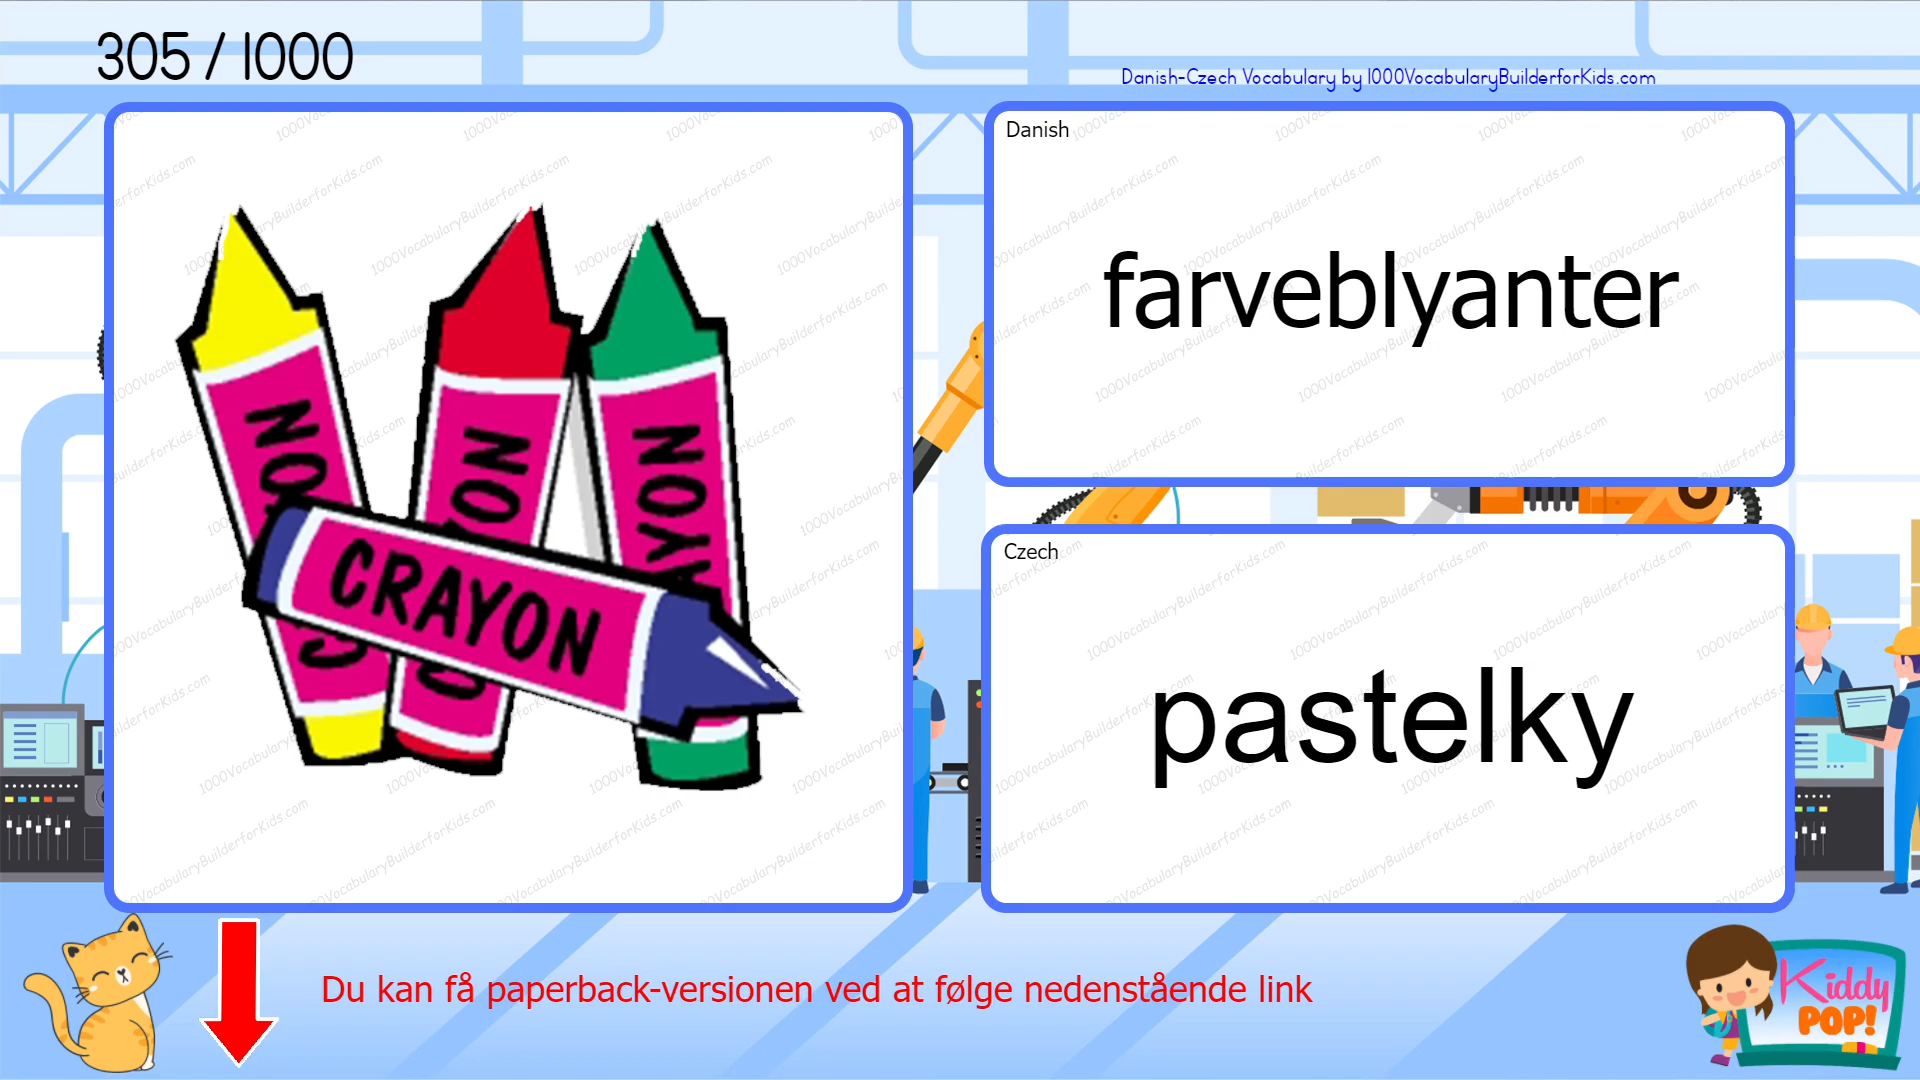 305 / 1000
Danish-Czech Vocabulary by 1000VocabularyBuilderforKids.com
Danish
farveblyanter
Czech
pastelky
CRAYON
Du kan få paperback-versionen ved at følge nedenstående link
Kiddy
POP!